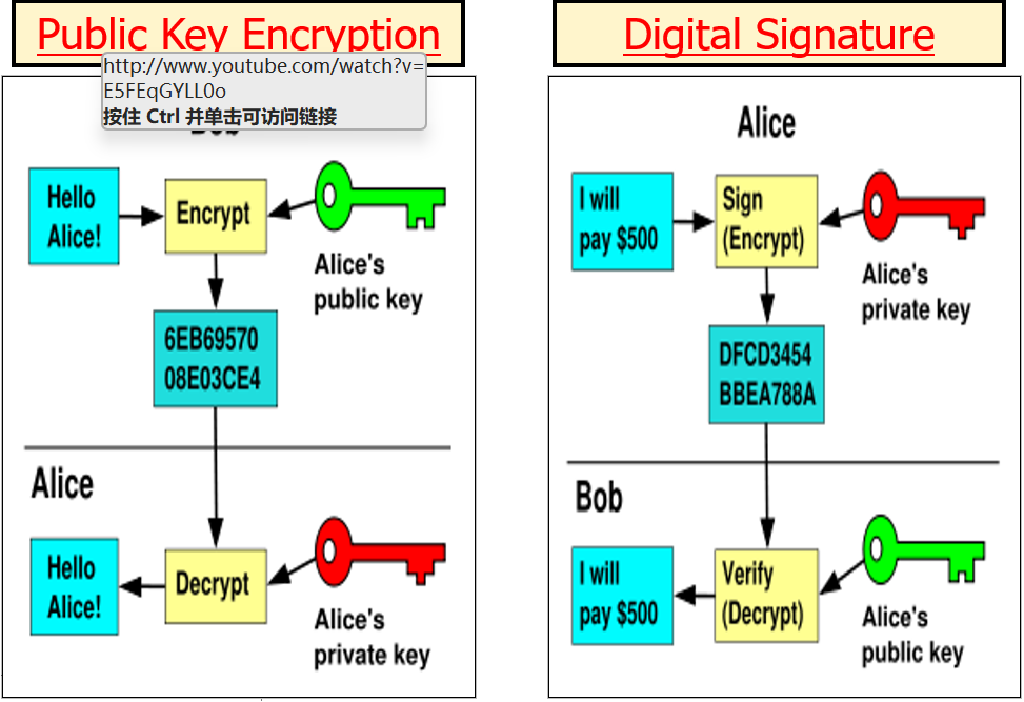 Public Key Encryption
http://www.youtube.com/watch?v=
E5FEqGYLL0o
按住 Ctrl 并单击可访问链接
Hello
Alice!
Encrypt
Alice's
public key
6EB69570
08E03CE4
Alice
Hello
Alice!
Decrypt
Alice's
private key
Digital Signature
Alice
I will
pay $500
Sign
(Encrypt)
Alice's
private key
DFCD3454
BBEA788A
Bob
I will
pay $500
Verify
(Decrypt)
Alice's
public key